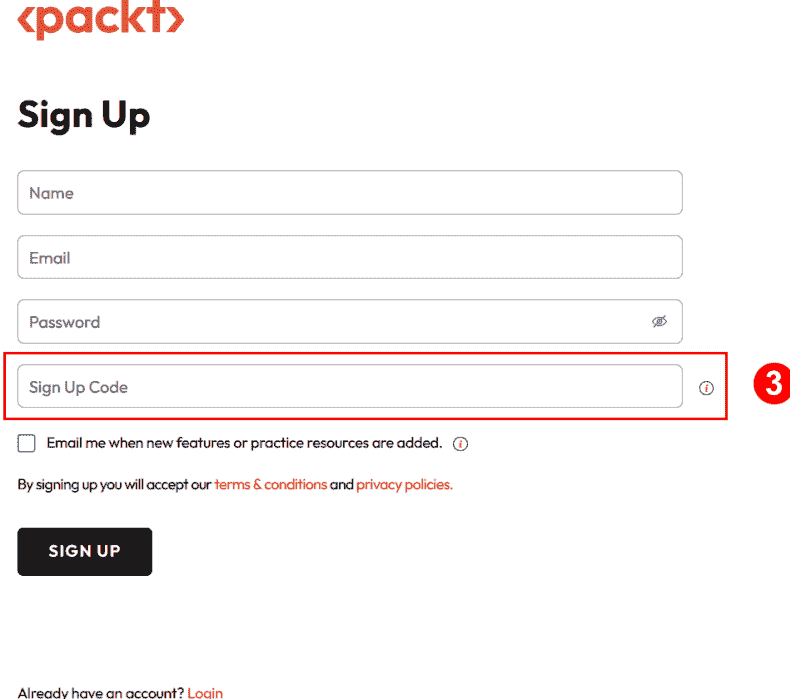 <packt>
Sign Up
Name
Email
Password
Sign Up Code
3
Email me when new features or practice resources are added.
By signing up you will accept our terms & conditions and privacy policies.
SIGN UP
Already have an account? Login